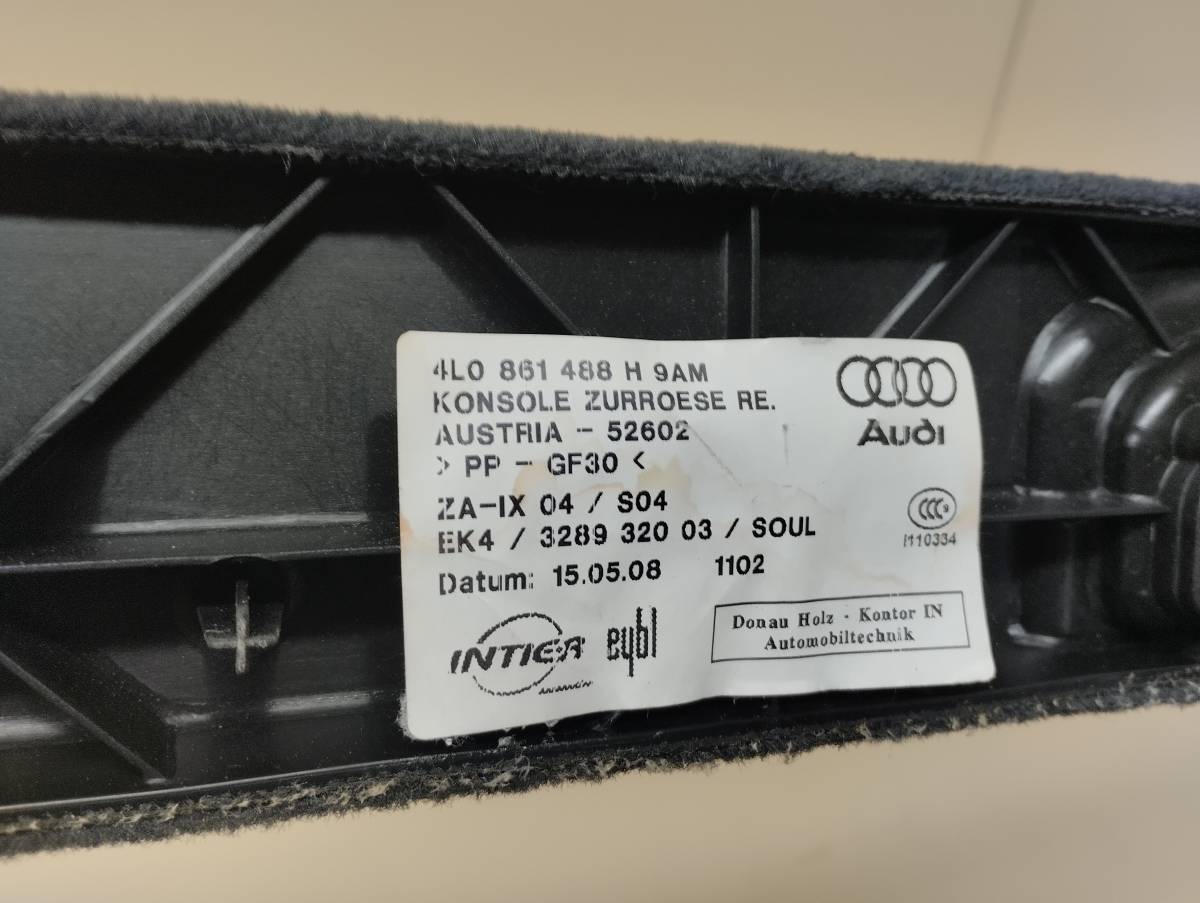 4L0 861 488 H 9AM
KONSOLE ZURROESE RE.
AUSTRIA - 52602
> PP - GF30 <
ZA-IX 04 / S04
EK4 / 3289 320 03 / SOUL
Datum: 15.05.08 1102
Audi
CCC
I110334
INTIER
eybl
Donau Holz - Kontor IN
Automobiltechnik